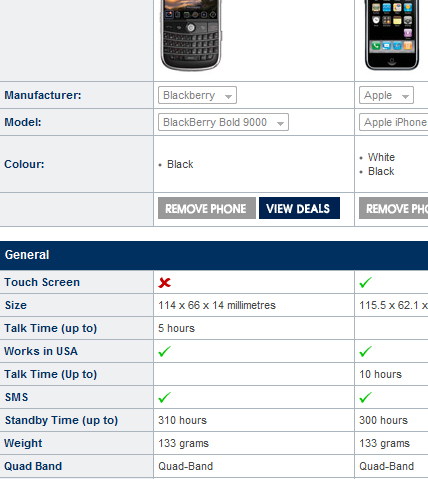 Manufacturer: Blackberry Apple
Model: BlackBerry Bold 9000 Apple iPhone
Colour: • Black • White
• Black
REMOVE PHONE VIEW DEALS REMOVE PHO
General
Touch Screen
Size 114 x 66 x 14 millimetres 115.5 x 62.1 x
Talk Time (up to) 5 hours
Works in USA
Talk Time (Up to) 10 hours
SMS
Standby Time (up to) 310 hours 300 hours
Weight 133 grams 133 grams
Quad Band Quad-Band Quad-Band